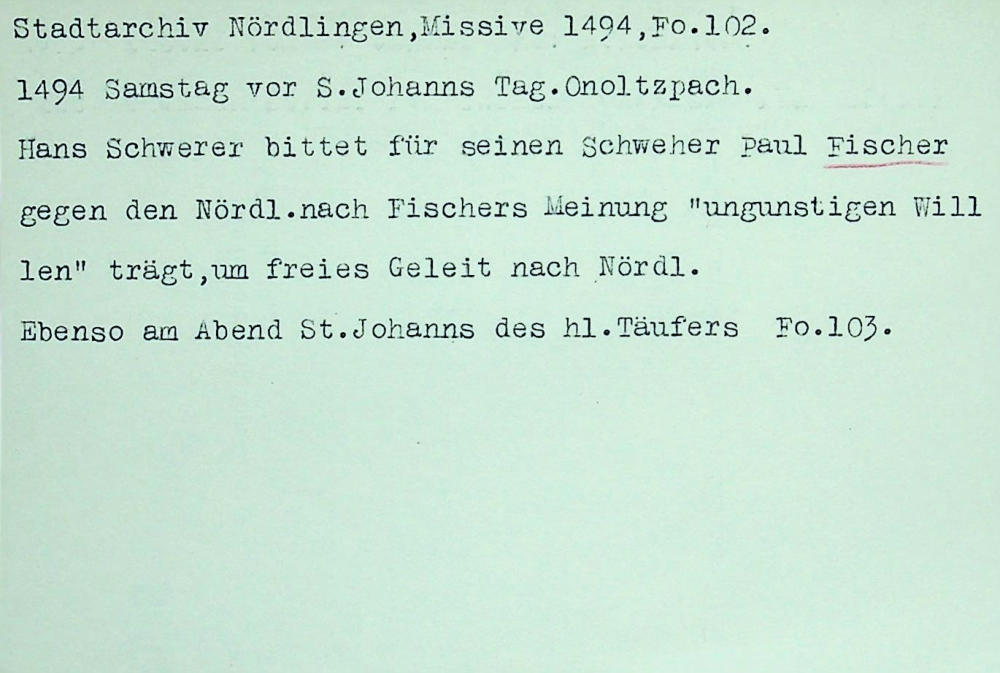 Stadtarchiv Nördlingen,Missive 1494,Fo.102.
1494 Samstag vor S.Johanns Tag.Onoltzpach.
Hans Schwerer bittet für seinen Schweher Paul Fischer
gegen den Nördl.nach Fischers Meinung "ungunstigen Will
len" trägt,um freies Geleit nach Nördl.
Ebenso am Abend St.Johanns des hl.Täufers  Fo.103.